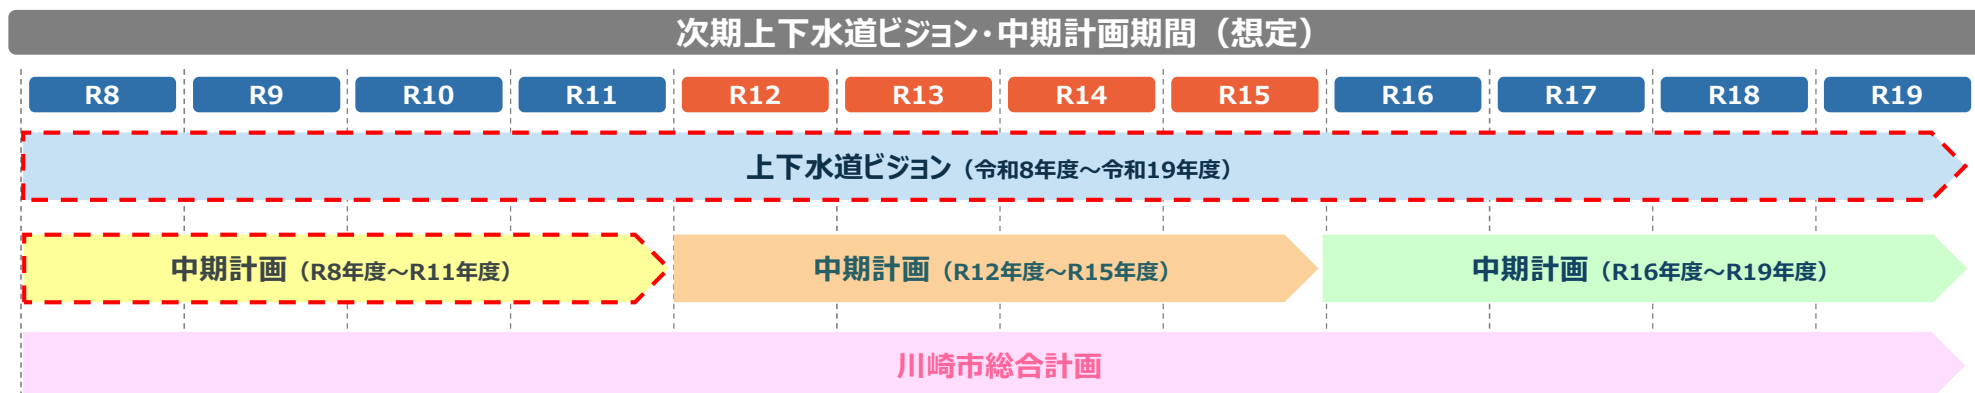 次期上下水道ビジョン・中期計画期間（想定）
R8 R9 R10 R11 R12 R13 R14 R15 R16 R17 R18 R19
上下水道ビジョン（令和8年度～令和19年度）
中期計画（R8年度～R11年度） 中期計画（R12年度～R15年度） 中期計画（R16年度～R19年度）
川崎市総合計画